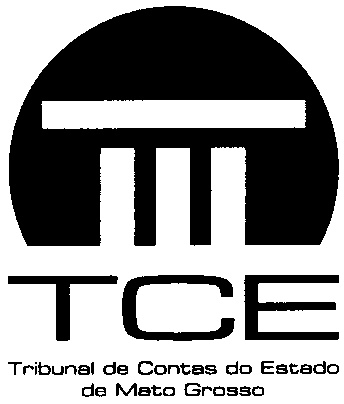 TCE
Tribunal de Contas do Estado
de Mato Grosso